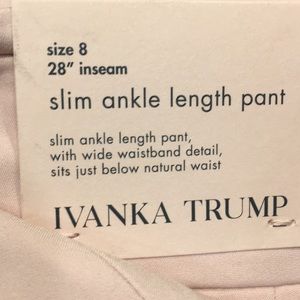 size 8
28" inseam
slim ankle length pant
slim ankle length pant,
with wide waistband detail,
sits just below natural waist
IVANKA TRUMP